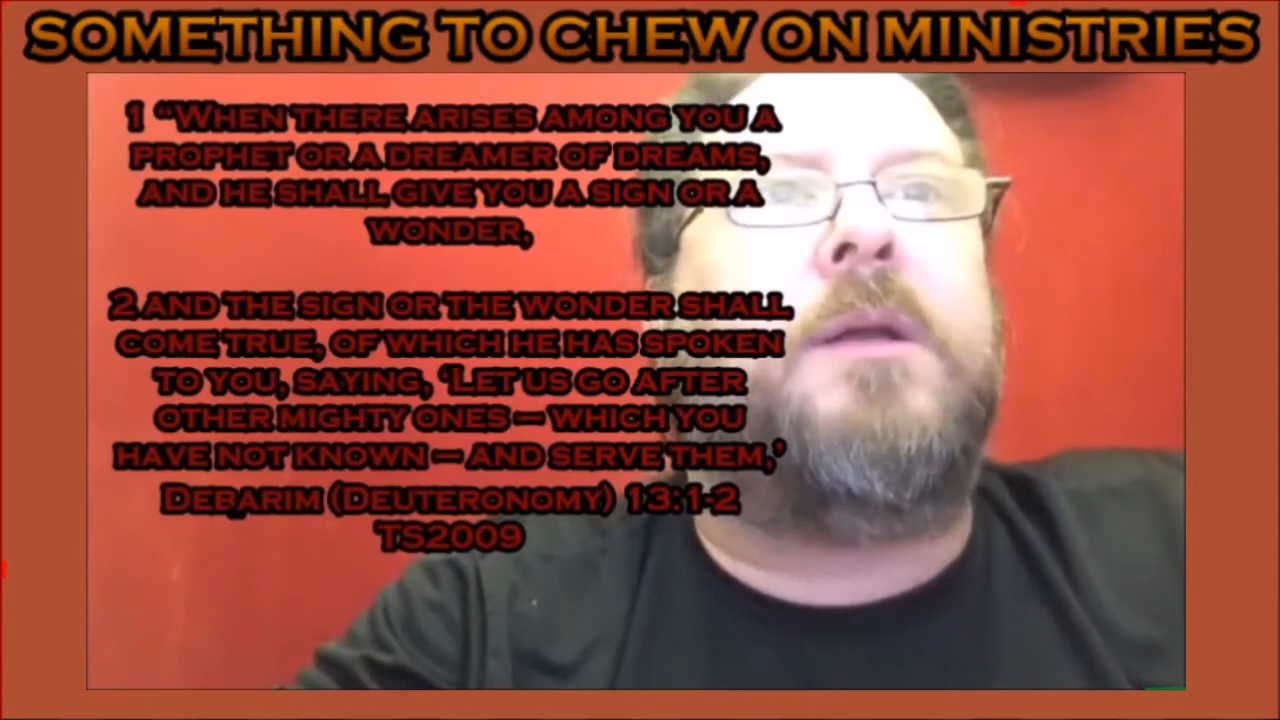 SOMETHING TO CHEW ON MINISTRIES
1 “WHEN THERE ARISES AMONG YOU A
PROPHET OR A DREAMER OF DREAMS,
AND HE SHALL GIVE YOU A SIGN OR A
WONDER,
2 AND THE SIGN OR THE WONDER SHALL
COME TRUE, OF WHICH HE HAS SPOKEN
TO YOU, SAYING, ‘LET US GO AFTER
OTHER MIGHTY ONES – WHICH YOU
HAVE NOT KNOWN – AND SERVE THEM,’
DEBARIM (DEUTERONOMY) 13:1-2
TS2009